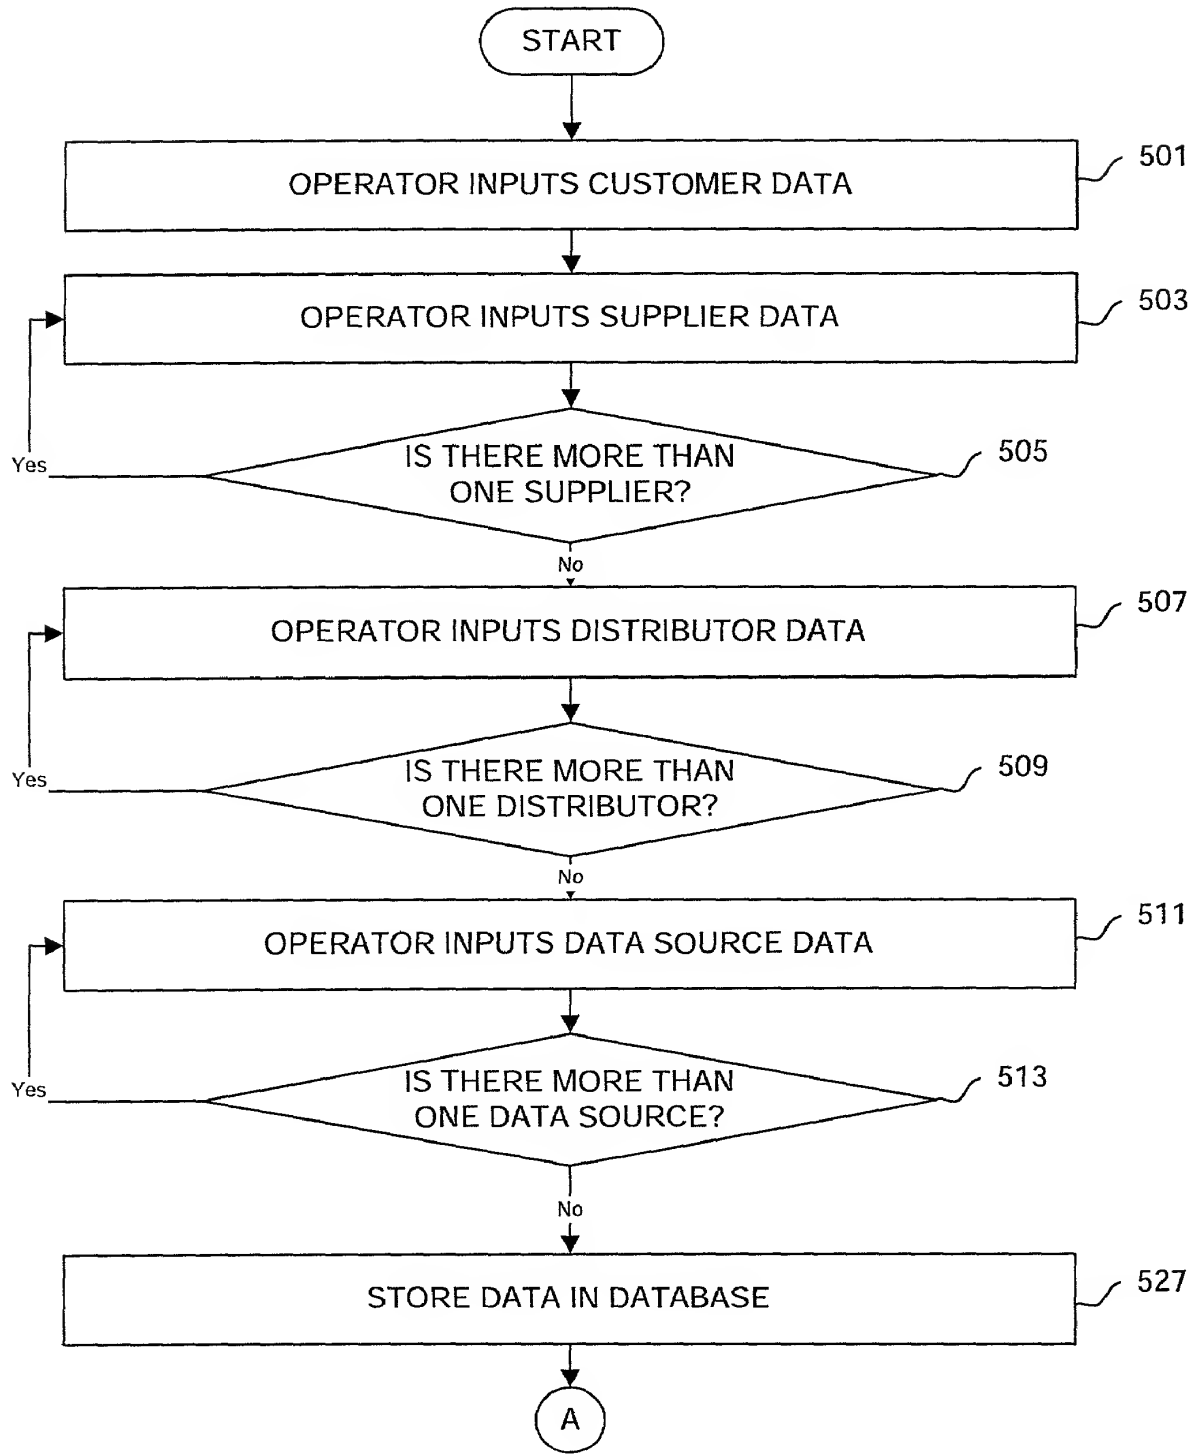 START
OPERATOR INPUTS CUSTOMER DATA
501
OPERATOR INPUTS SUPPLIER DATA
503
IS THERE MORE THAN
ONE SUPPLIER?
505
Yes
No
OPERATOR INPUTS DISTRIBUTOR DATA
507
IS THERE MORE THAN
ONE DISTRIBUTOR?
509
Yes
No
OPERATOR INPUTS DATA SOURCE DATA
511
IS THERE MORE THAN
ONE DATA SOURCE?
513
Yes
No
STORE DATA IN DATABASE
527
A